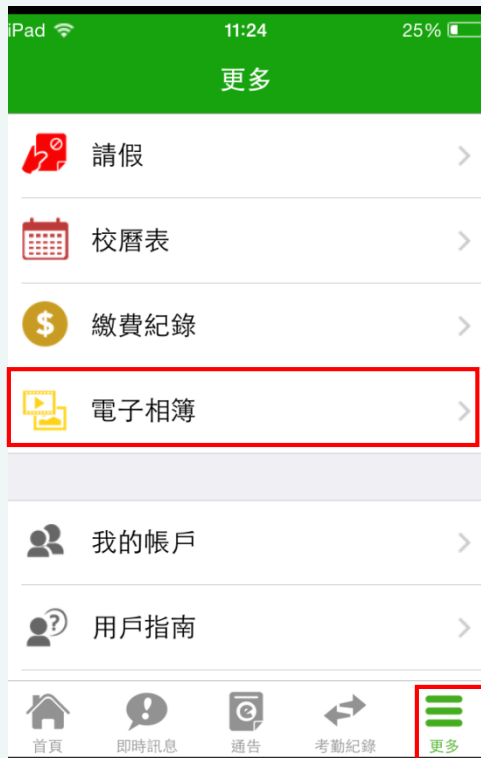 iPad 11:24 25%
更多
請假
校曆表
繳費紀錄
電子相簿
我的帳戶
用戶指南
首頁 即時訊息 通告 考勤紀錄 更多